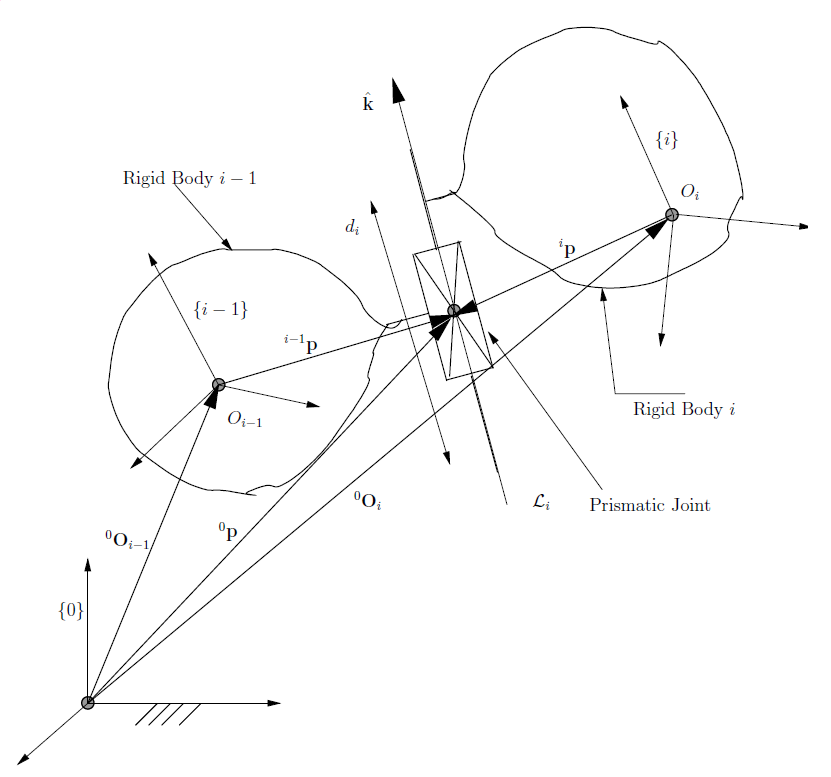 k̂
Rigid Body i − 1
{i}
O_i
d_i
^i p
{i − 1}
^{i−1} p
Rigid Body i
O_{i−1}
^0 O_i
L_i
Prismatic Joint
^0 p
^0 O_{i−1}
{0}